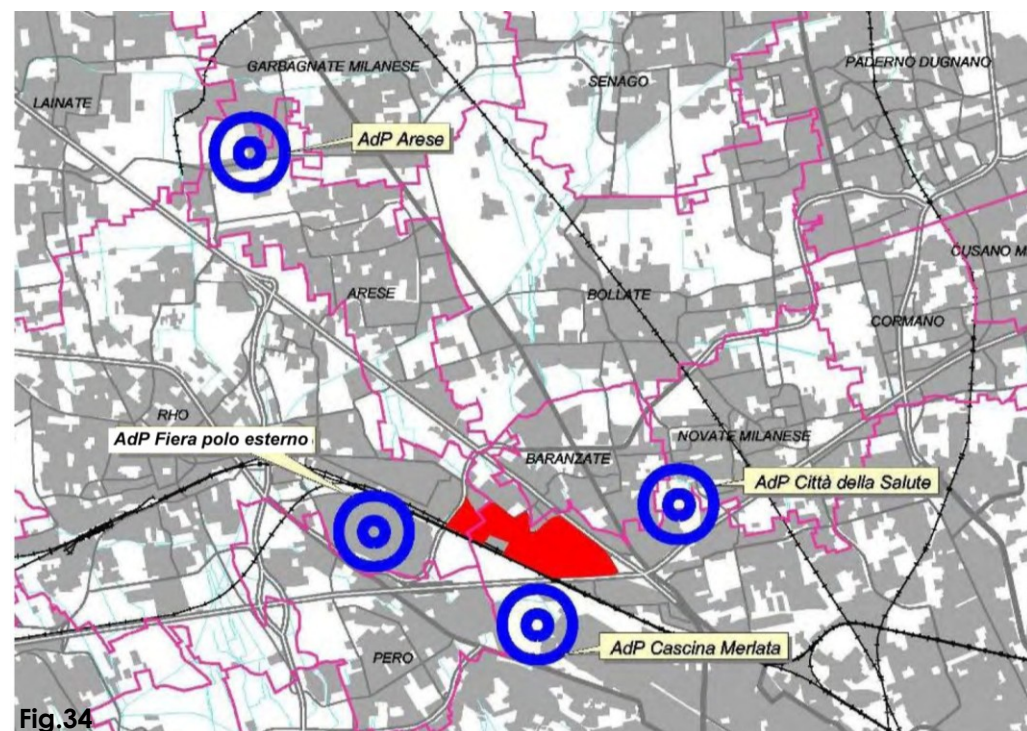 GARBAGNATE MILANESE
SENAGO
PADERNO DUGNANO
LAINATE
AdP Arese
CUSANO M
ARESE
BOLLATE
CORMANO
RHO
AdP Fiera polo esterno
NOVATE MILANESE
BARANZATE
AdP Città della Salute
AdP Cascina Merlata
PERO
Fig.34